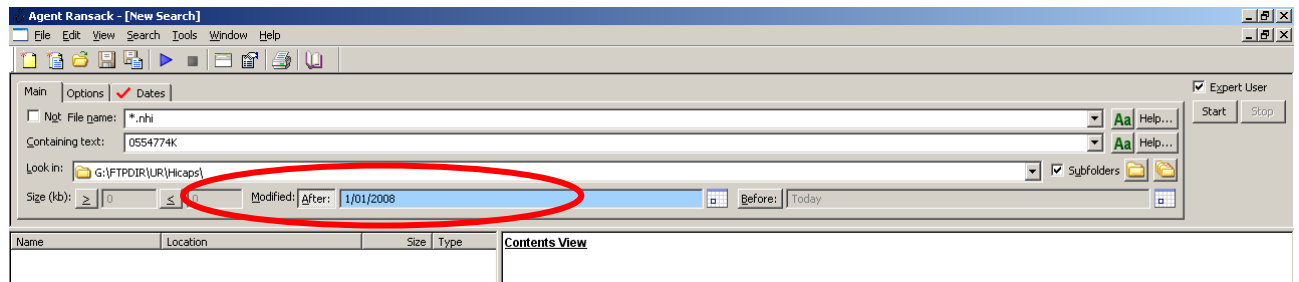 Agent Ransack - [New Search]
File Edit View Search Tools Window Help
Main Options Dates Expert User
Not File name: *.nhi Aa Help... Start Stop
Containing text: 0554774K Aa Help...
Look in: G:\FTPDIR\UR\Hicaps\ Subfolders
Size (kb): ≥ 0 ≤ 0 Modified: After: 1/01/2008 Before: Today
Name Location Size Type Contents View